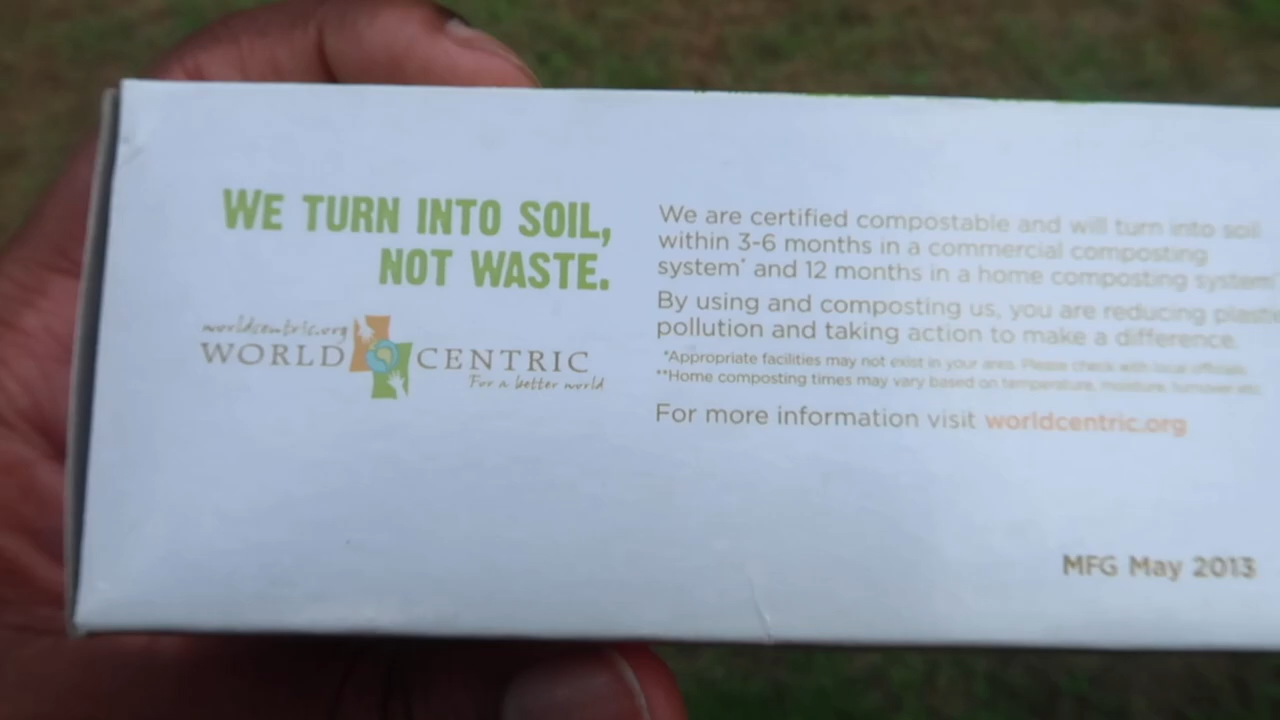 WE TURN INTO SOIL,
NOT WASTE.
worldcentric.org
WORLD CENTRIC
For a better world
We are certified compostable and will turn into soil
within 3-6 months in a commercial composting
system* and 12 months in a home composting system
By using and composting us, you are reducing plastic
pollution and taking action to make a difference.
*Appropriate facilities may not exist in your area. Please check with local officials.
**Home composting times may vary based on temperature, moisture, turnover etc.
For more information visit worldcentric.org
MFG May 2013